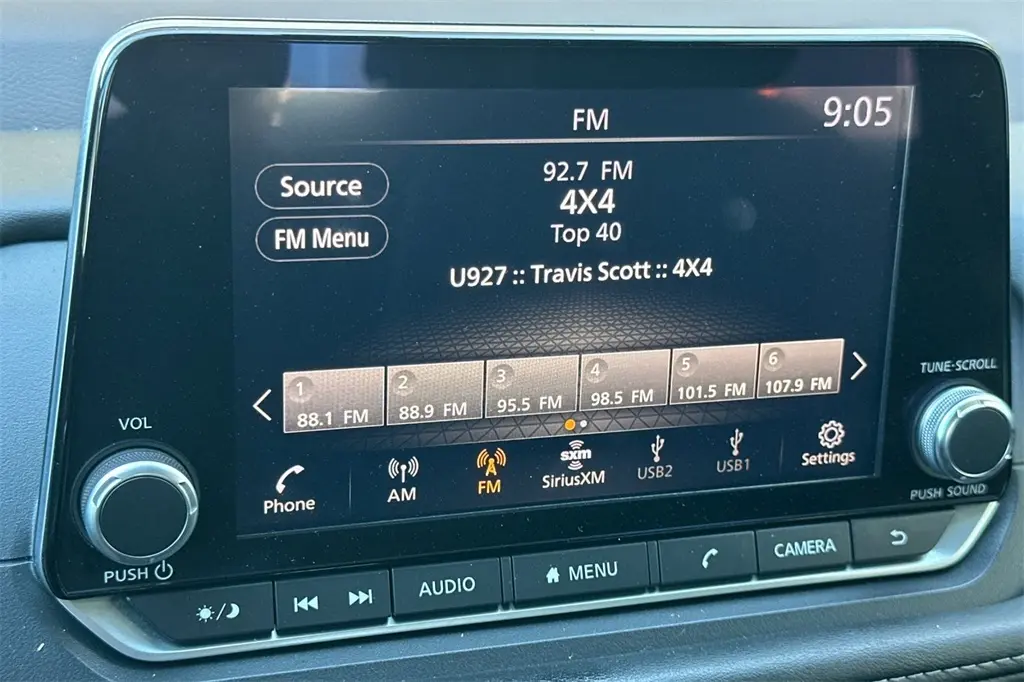 FM
9:05
Source
FM Menu
92.7 FM
4X4
Top 40
U927 :: Travis Scott :: 4X4
1
88.1 FM
2
88.9 FM
3
95.5 FM
4
98.5 FM
5
101.5 FM
6
107.9 FM
Phone
AM
FM
sxm
SiriusXM
USB2
USB1
Settings
VOL
PUSH
TUNE-SCROLL
PUSH SOUND
AUDIO
MENU
CAMERA